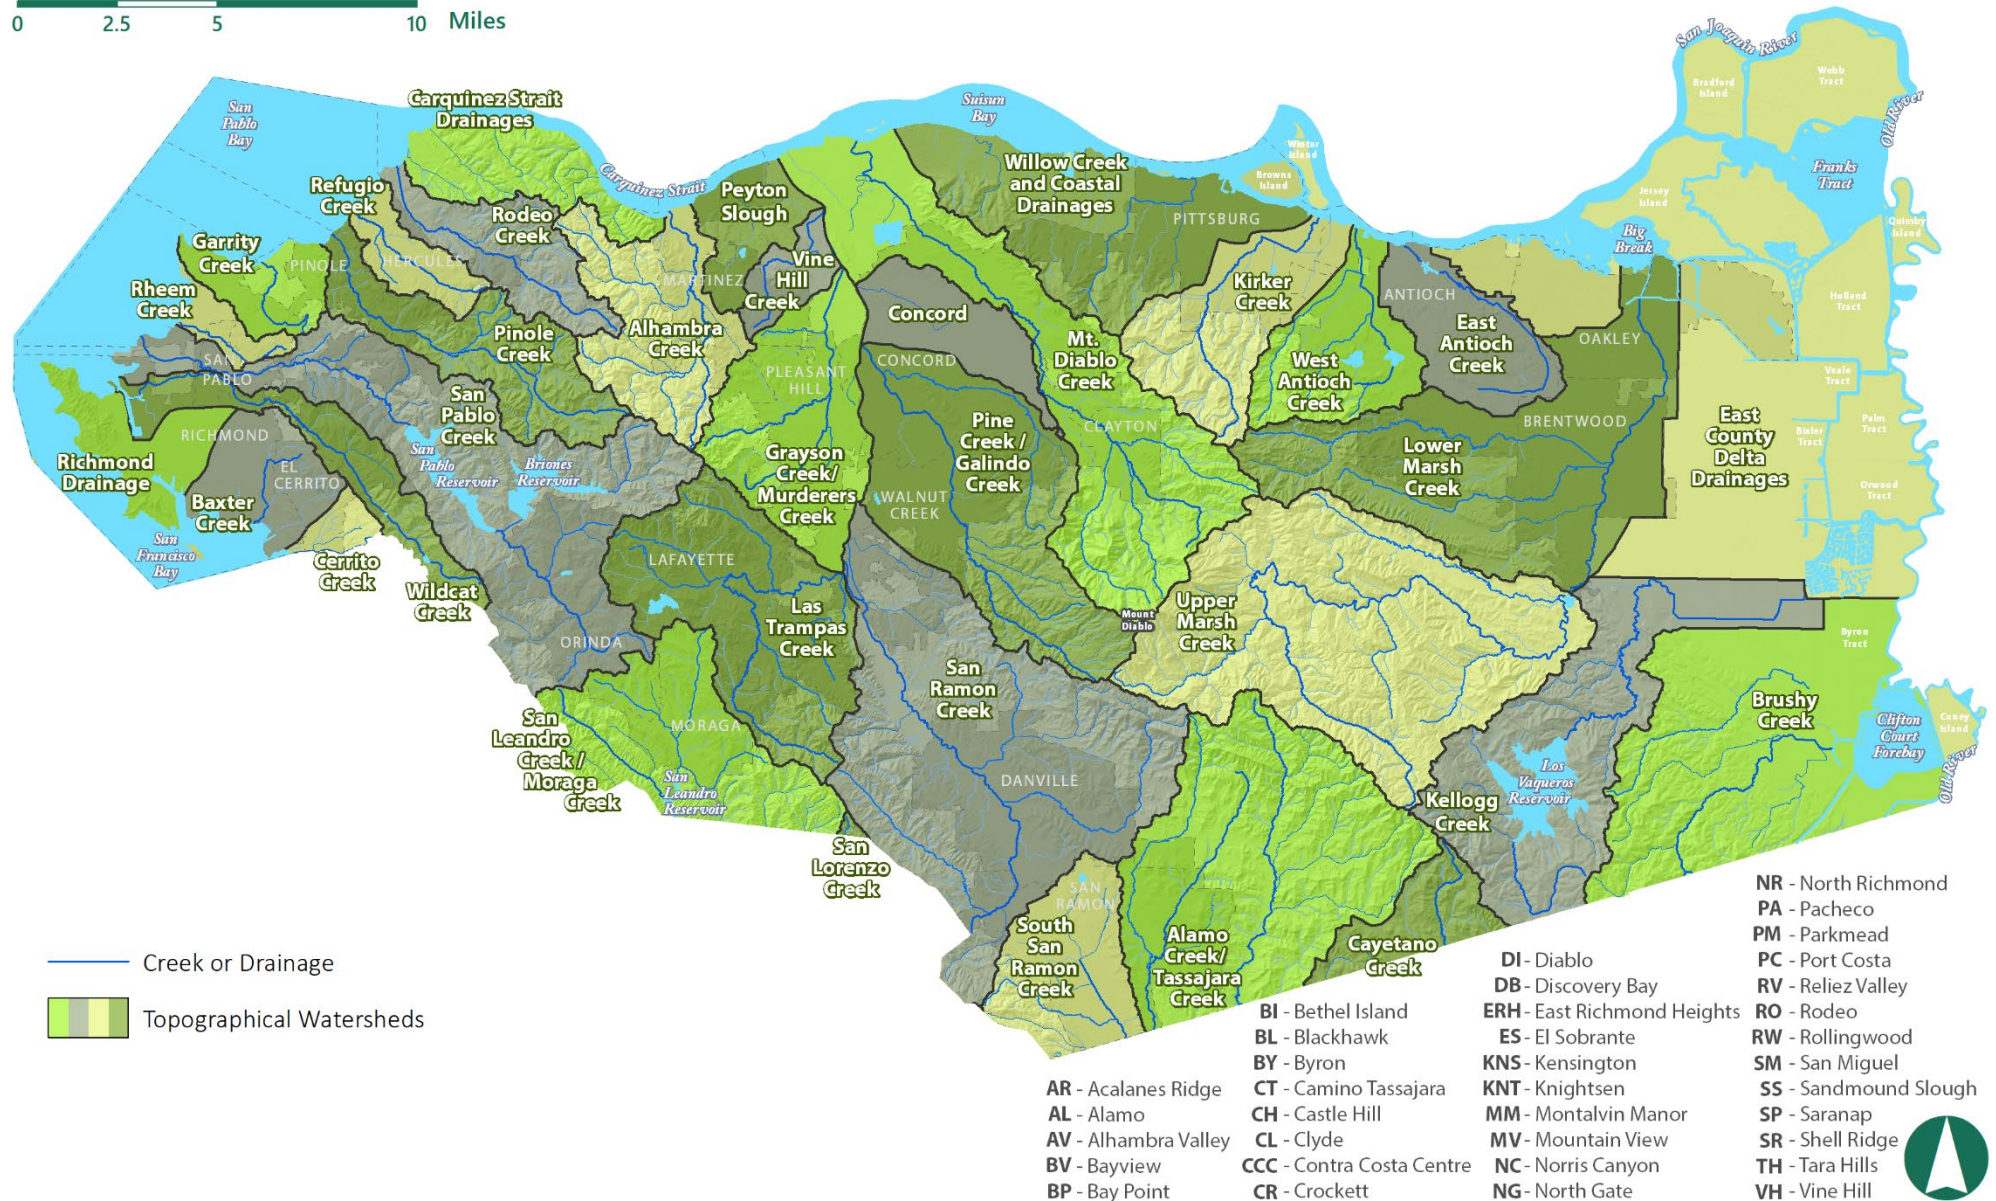 0 2.5 5 10 Miles
San Joaquin River
Bradford
Island
Webb
Tract
Old River
San
Pablo
Bay
Carquinez Strait
Drainages
Suisun
Bay
Winter
Island
Browns
Island
Franks
Tract
Jersey
Island
Quimby
Island
Big
Break
Carquinez Strait
Refugio
Creek
Rodeo
Creek
Peyton
Slough
Willow Creek
and Coastal
Drainages
PITTSBURG
Garrity
Creek
PINOLE
HERCULES
MARTINEZ
Vine
Hill
Creek
Kirker
Creek
ANTIOCH
Holland
Tract
Rheem
Creek
Pinole
Creek
Alhambra
Creek
Concord
CONCORD
Mt.
Diablo
Creek
West
Antioch
Creek
East
Antioch
Creek
OAKLEY
SAN
PABLO
PLEASANT
HILL
Veale
Tract
San
Pablo
Creek
RICHMOND
EL
CERRITO
San
Pablo
Reservoir
Briones
Reservoir
Grayson
Creek/
Murderers
Creek
Pine
Creek /
Galindo
Creek
WALNUT
CREEK
CLAYTON
Lower
Marsh
Creek
BRENTWOOD
East
County
Delta
Drainages
Bixler
Tract
Palm
Tract
Orwood
Tract
Richmond
Drainage
Baxter
Creek
San
Francisco
Bay
Cerrito
Creek
Wildcat
Creek
LAFAYETTE
Las
Trampas
Creek
Mount
Diablo
Upper
Marsh
Creek
Byron
Tract
ORINDA
San
Ramon
Creek
San
Leandro
Creek /
Moraga
Creek
MORAGA
San
Leandro
Reservoir
DANVILLE
Brushy
Creek
Clifton
Court
Forebay
Coney
Island
Old River
Los
Vaqueros
Reservoir
Kellogg
Creek
San
Lorenzo
Creek
SAN
RAMON
South
San
Ramon
Creek
Alamo
Creek/
Tassajara
Creek
Cayetano
Creek
Creek or Drainage
Topographical Watersheds
AR - Acalanes Ridge
AL - Alamo
AV - Alhambra Valley
BV - Bayview
BP - Bay Point
BI - Bethel Island
BL - Blackhawk
BY - Byron
CT - Camino Tassajara
CH - Castle Hill
CL - Clyde
CCC - Contra Costa Centre
CR - Crockett
DI - Diablo
DB - Discovery Bay
ERH - East Richmond Heights
ES - El Sobrante
KNS - Kensington
KNT - Knightsen
MM - Montalvin Manor
MV - Mountain View
NC - Norris Canyon
NG - North Gate
NR - North Richmond
PA - Pacheco
PM - Parkmead
PC - Port Costa
RV - Reliez Valley
RO - Rodeo
RW - Rollingwood
SM - San Miguel
SS - Sandmound Slough
SP - Saranap
SR - Shell Ridge
TH - Tara Hills
VH - Vine Hill